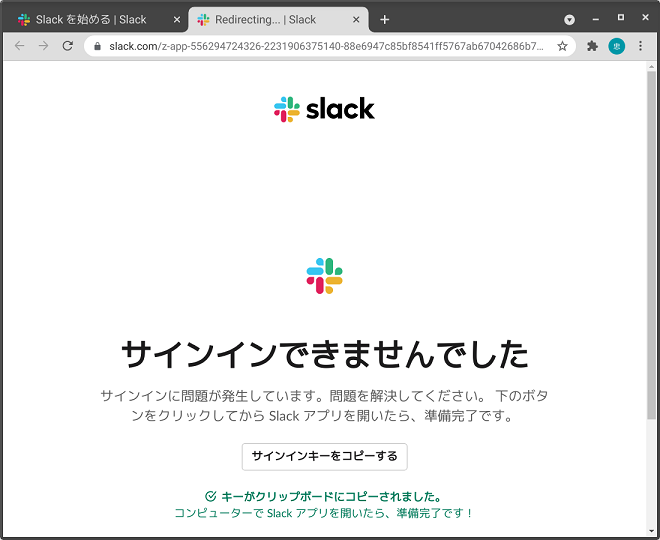 Slack を始める | Slack
Redirecting... | Slack
slack.com/z-app-556294724326-2231906375140-88e6947c85bf8541ff5767ab67042686b7...
忠
slack
サインインできませんでした
サインインに問題が発生しています。問題を解決してください。 下のボタ
ンをクリックしてから Slack アプリを開いたら、準備完了です。
サインインキーをコピーする
キーがクリップボードにコピーされました。
コンピューターで Slack アプリを開いたら、準備完了です！